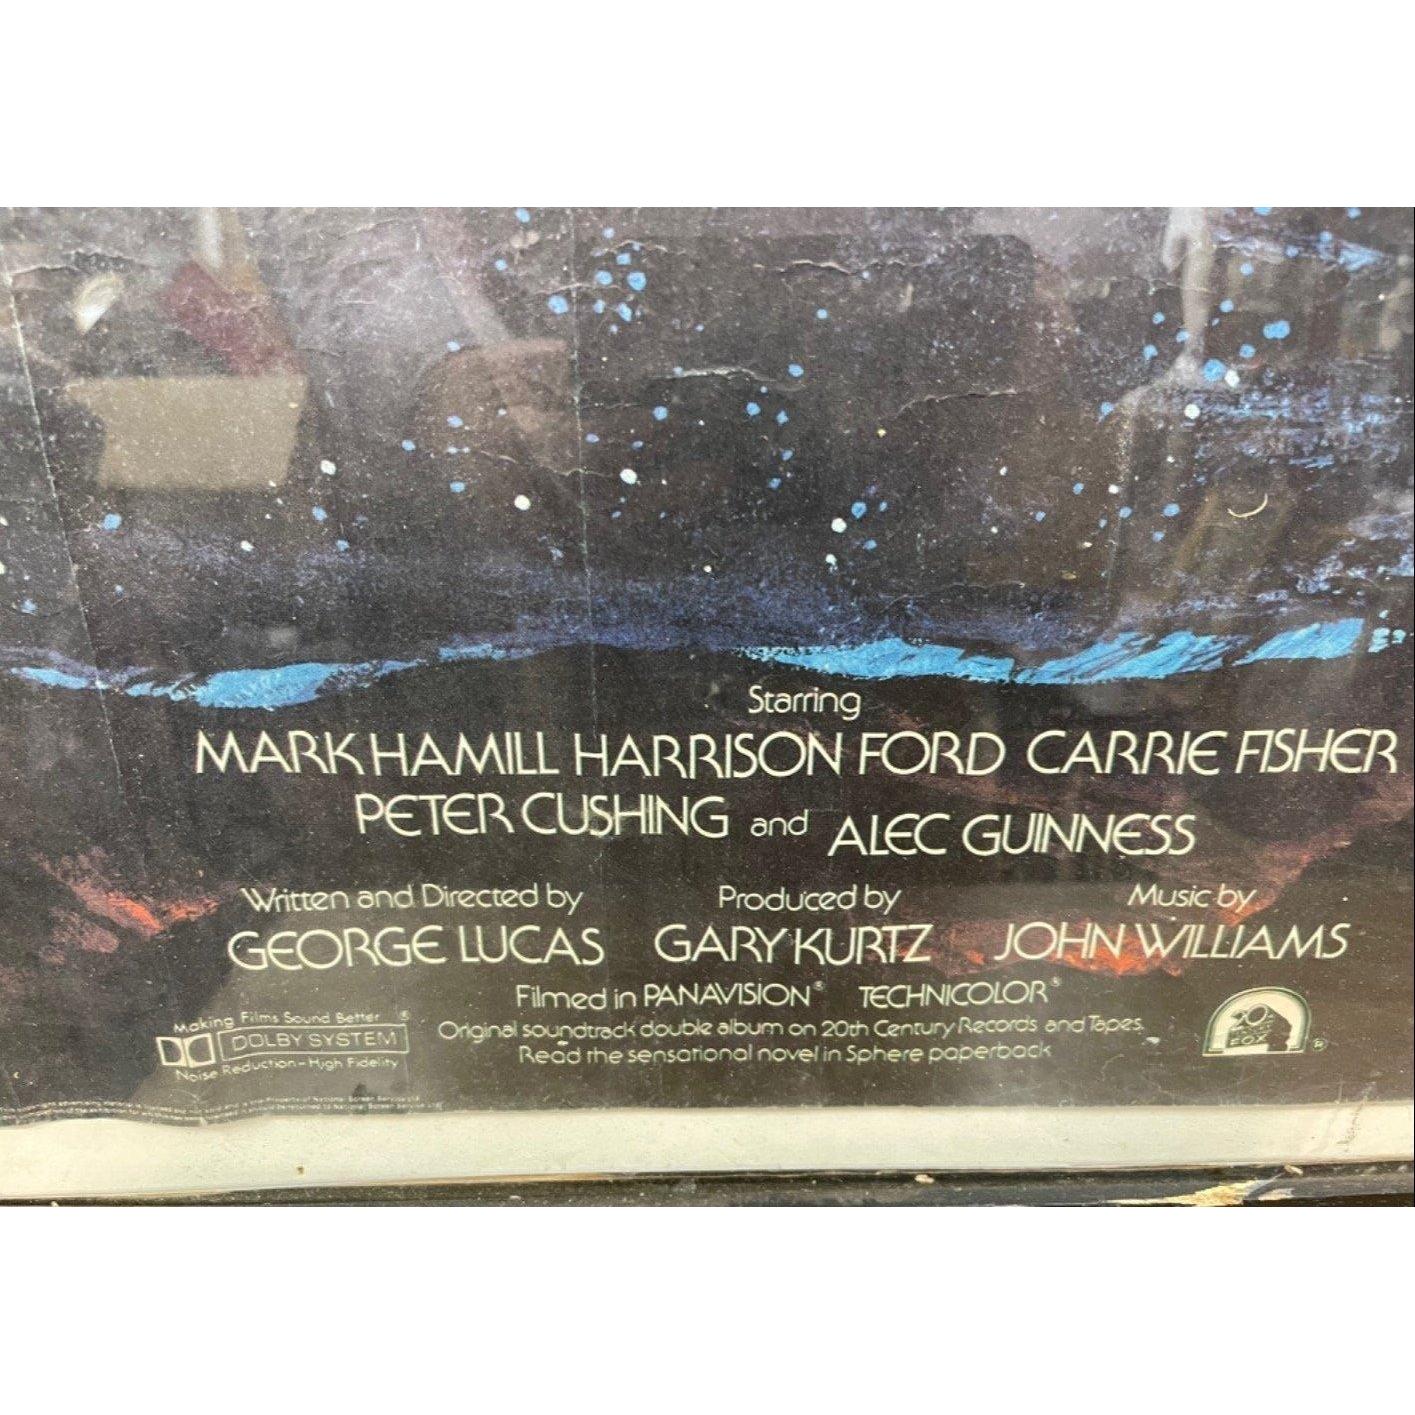 Starring
MARK HAMILL HARRISON FORD CARRIE FISHER
PETER CUSHING and ALEC GUINNESS
Written and Directed by Produced by Music by
GEORGE LUCAS GARY KURTZ JOHN WILLIAMS
Filmed in PANAVISION® TECHNICOLOR®
Making Films Sound Better ®
DOLBY SYSTEM
Noise Reduction - High Fidelity
Original soundtrack double album on 20th Century Records and Tapes.
Read the sensational novel in Sphere paperback
20
FOX ®